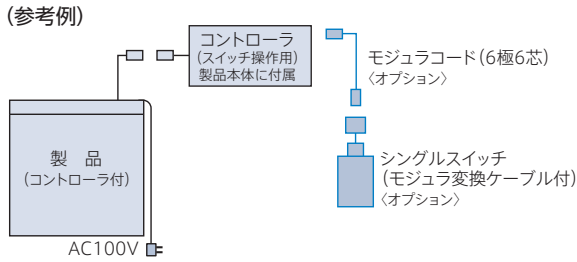 (参考例)
コントローラ
(スイッチ操作用)
製品本体に付属
モジュラコード(6極6芯)
〈オプション〉
製　品
(コントローラ付)
シングルスイッチ
(モジュラ変換ケーブル付)
〈オプション〉
AC100V